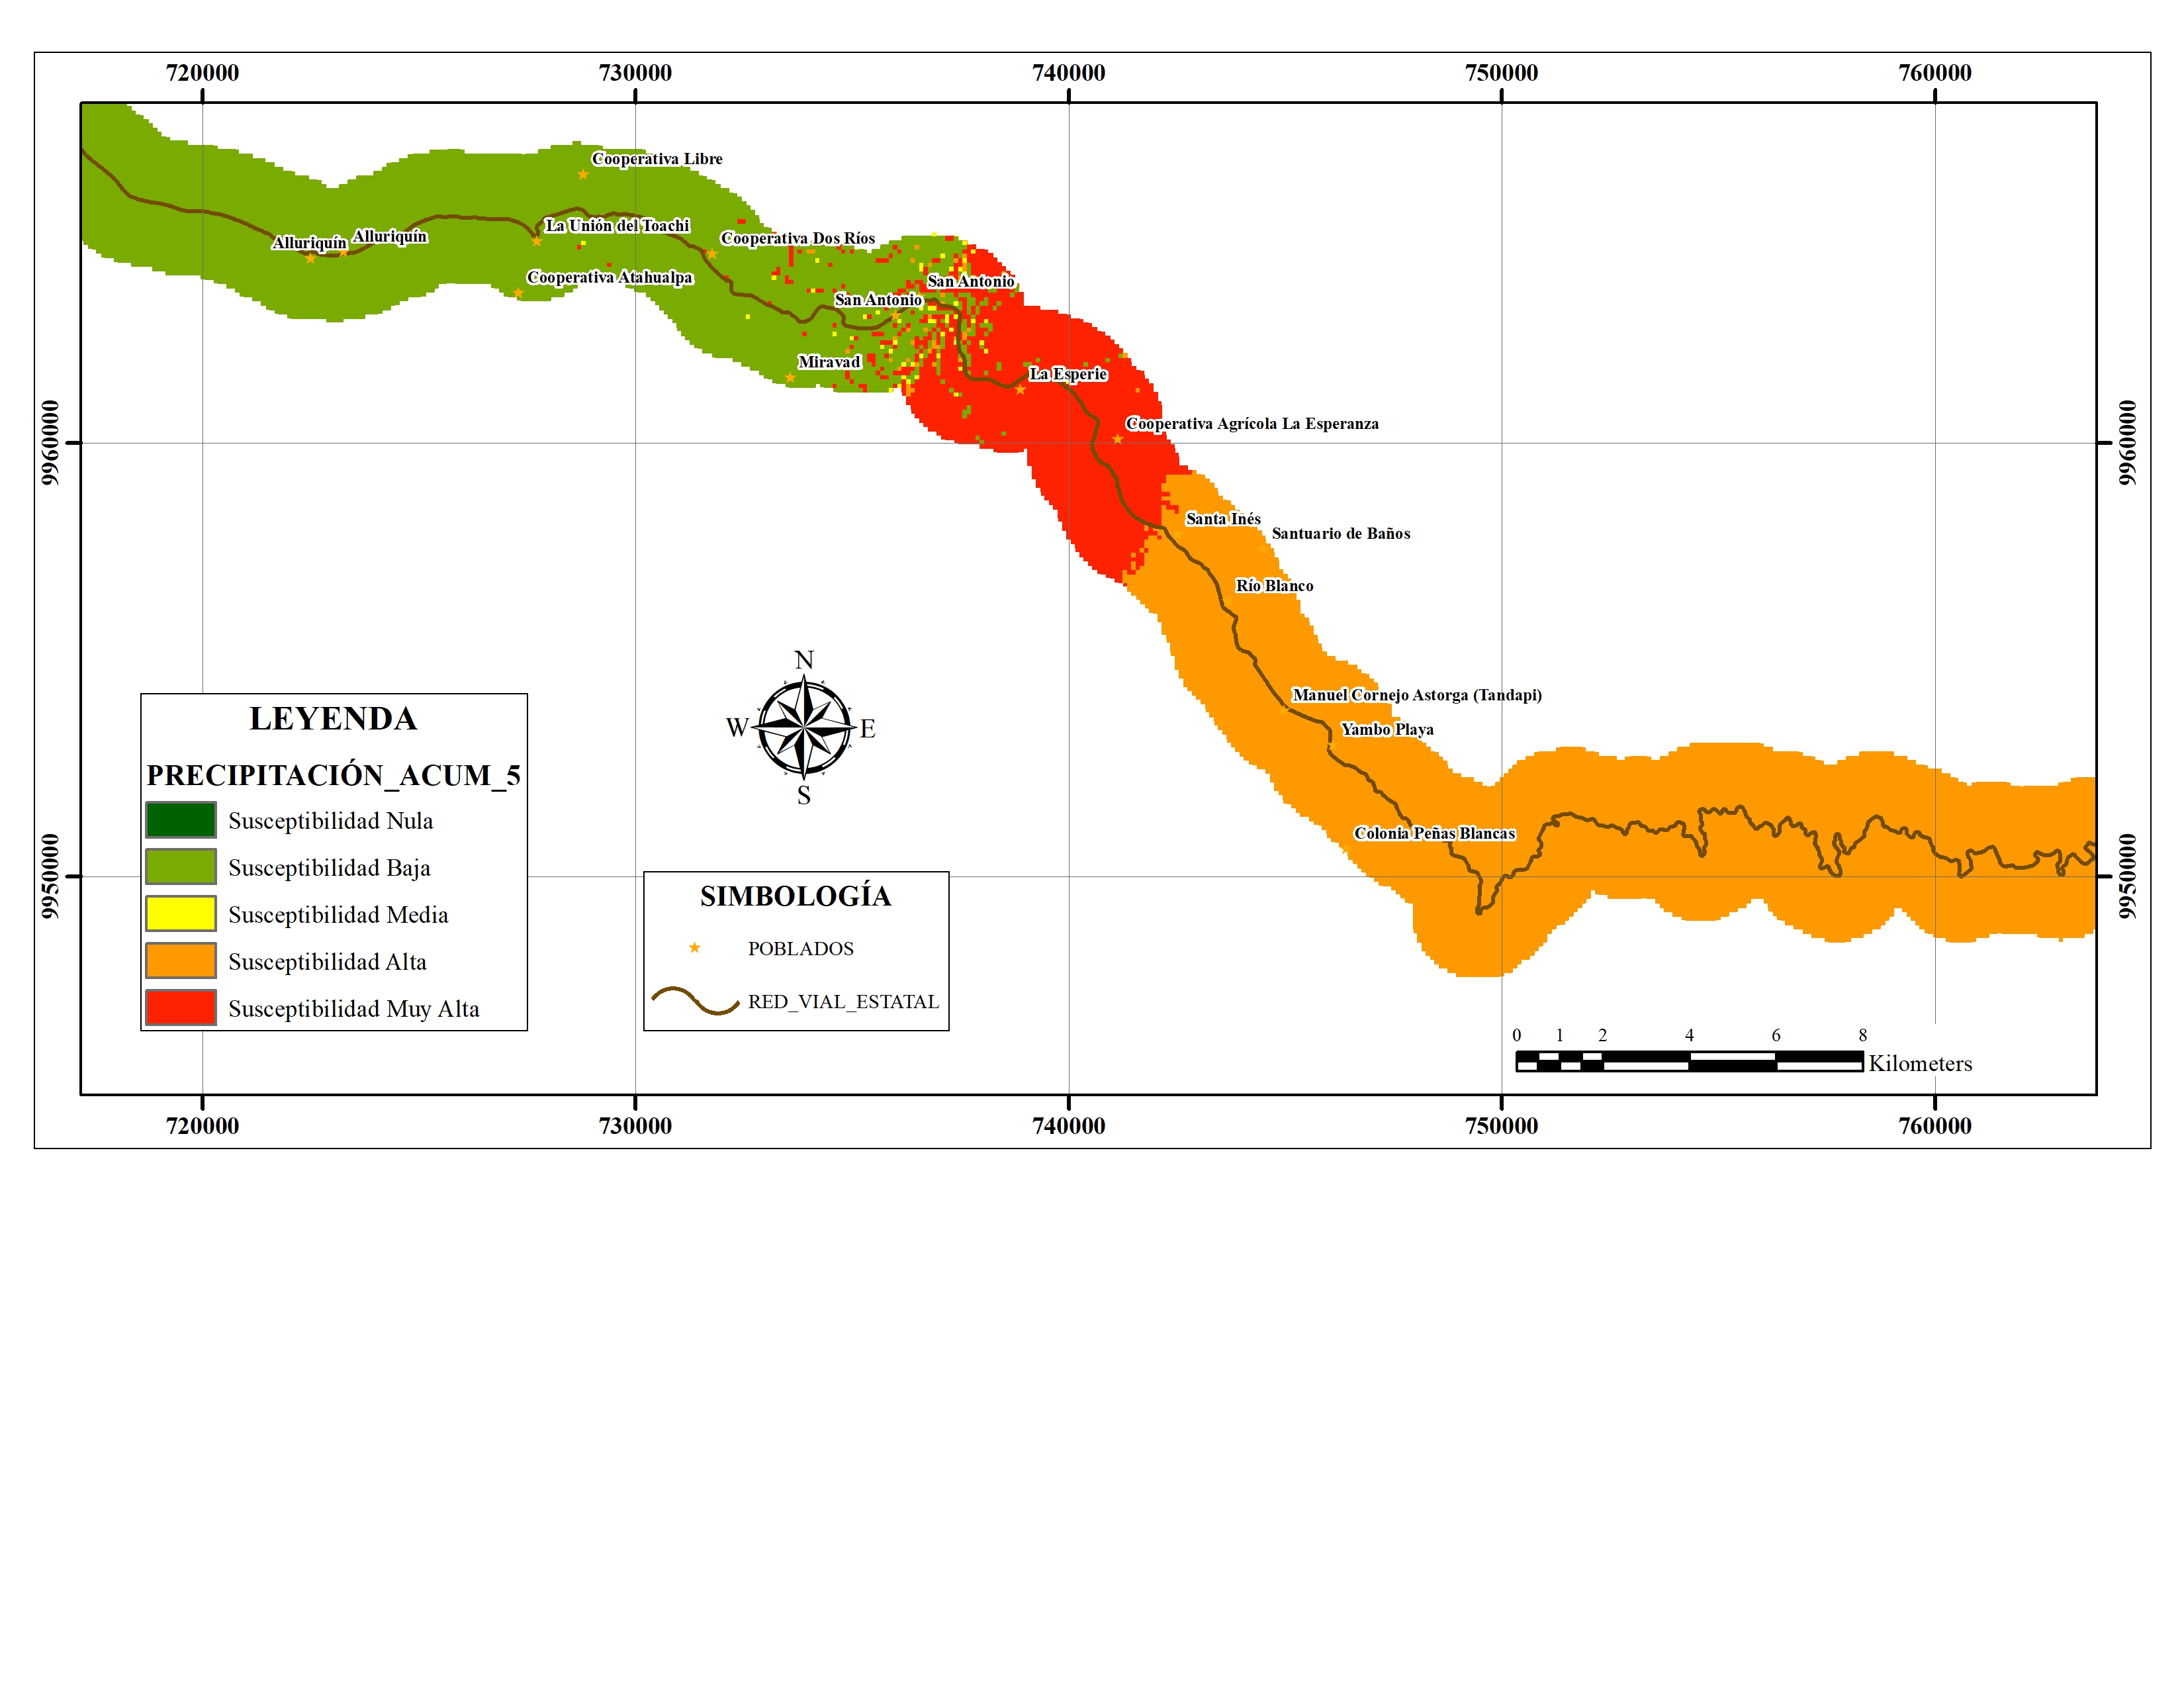 720000
730000
740000
750000
760000
Cooperativa Libre
La Unión del Toachi
Alluriquín
Alluriquín
Cooperativa Dos Ríos
Cooperativa Atahualpa
San Antonio
San Antonio
Miravad
La Esperie
9960000
9960000
Cooperativa Agrícola La Esperanza
Santa Inés
Santuario de Baños
Río Blanco
Manuel Cornejo Astorga (Tandapi)
Yambo Playa
Colonia Peñas Blancas
N
W
E
S
LEYENDA
PRECIPITACIÓN_ACUM_5
Susceptibilidad Nula
Susceptibilidad Baja
Susceptibilidad Media
Susceptibilidad Alta
Susceptibilidad Muy Alta
9950000
9950000
SIMBOLOGÍA
POBLADOS
RED_VIAL_ESTATAL
0 1 2 4 6 8
Kilometers
720000
730000
740000
750000
760000